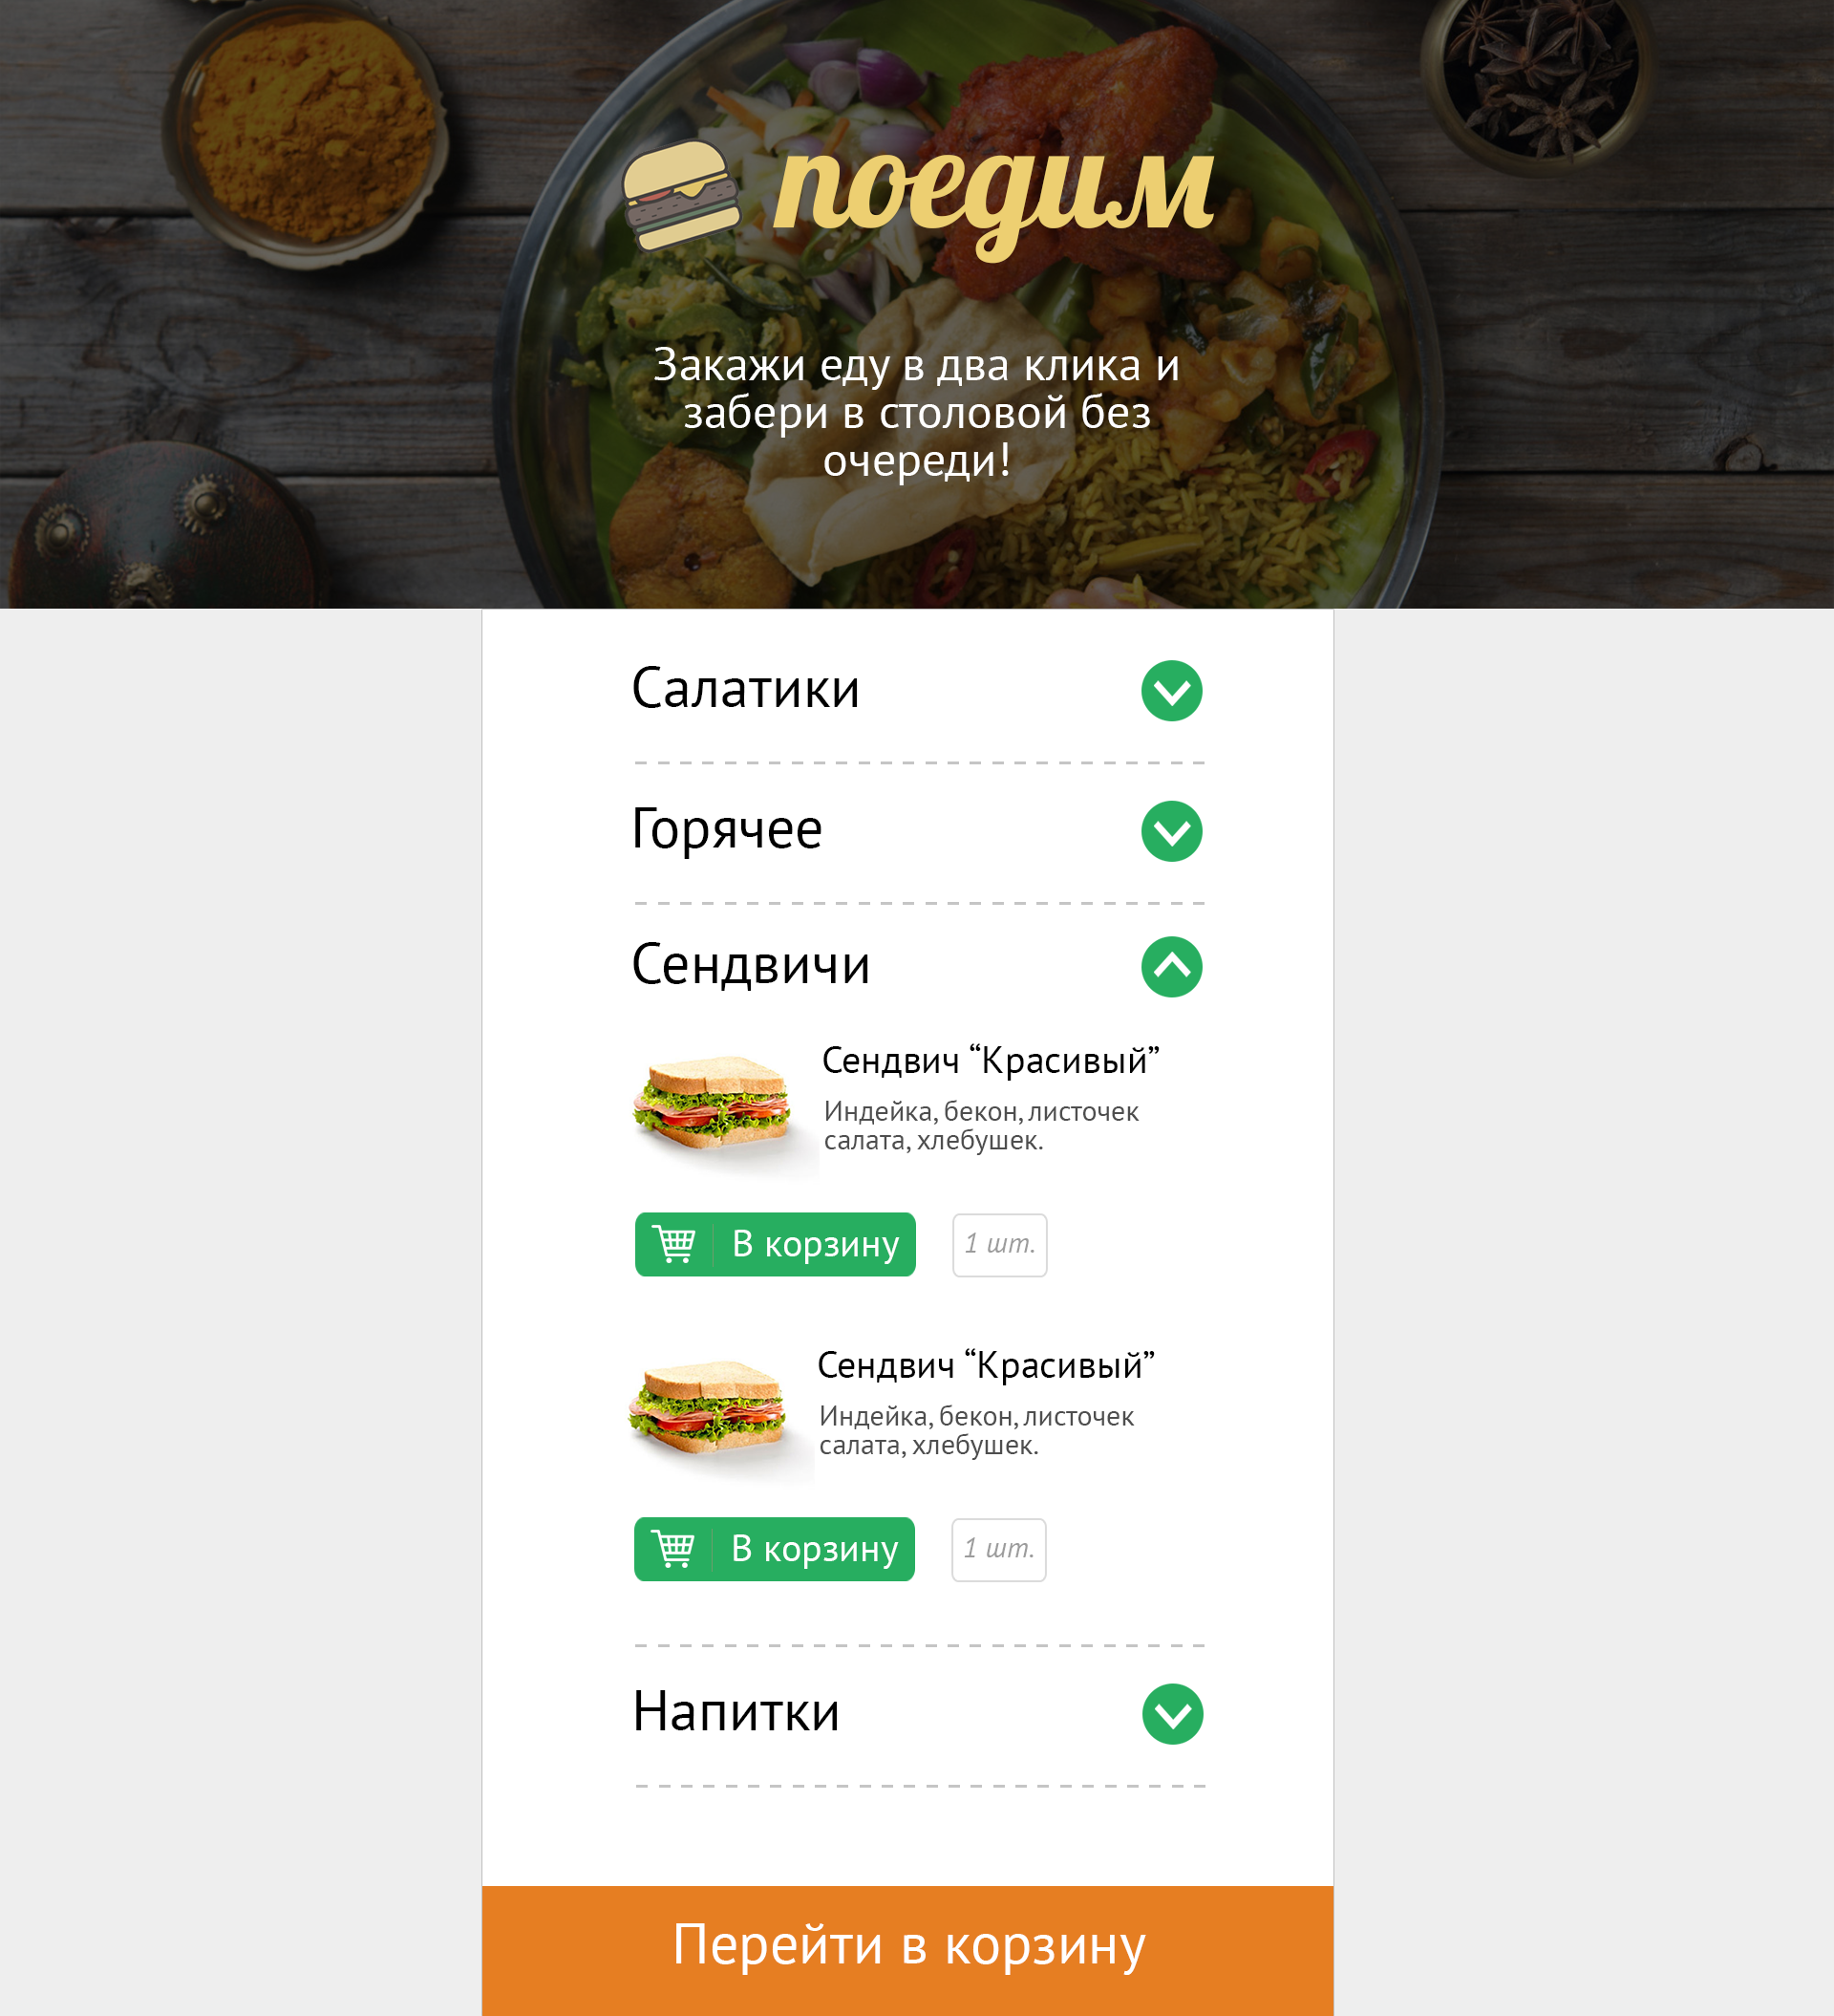 поедим
Закажи еду в два клика и
забери в столовой без
очереди!
Салатики
Горячее
Сендвичи
Сендвич “Красивый”
Индейка, бекон, листочек
салата, хлебушек.
В корзину
1 шт.
Сендвич “Красивый”
Индейка, бекон, листочек
салата, хлебушек.
В корзину
1 шт.
Напитки
Перейти в корзину